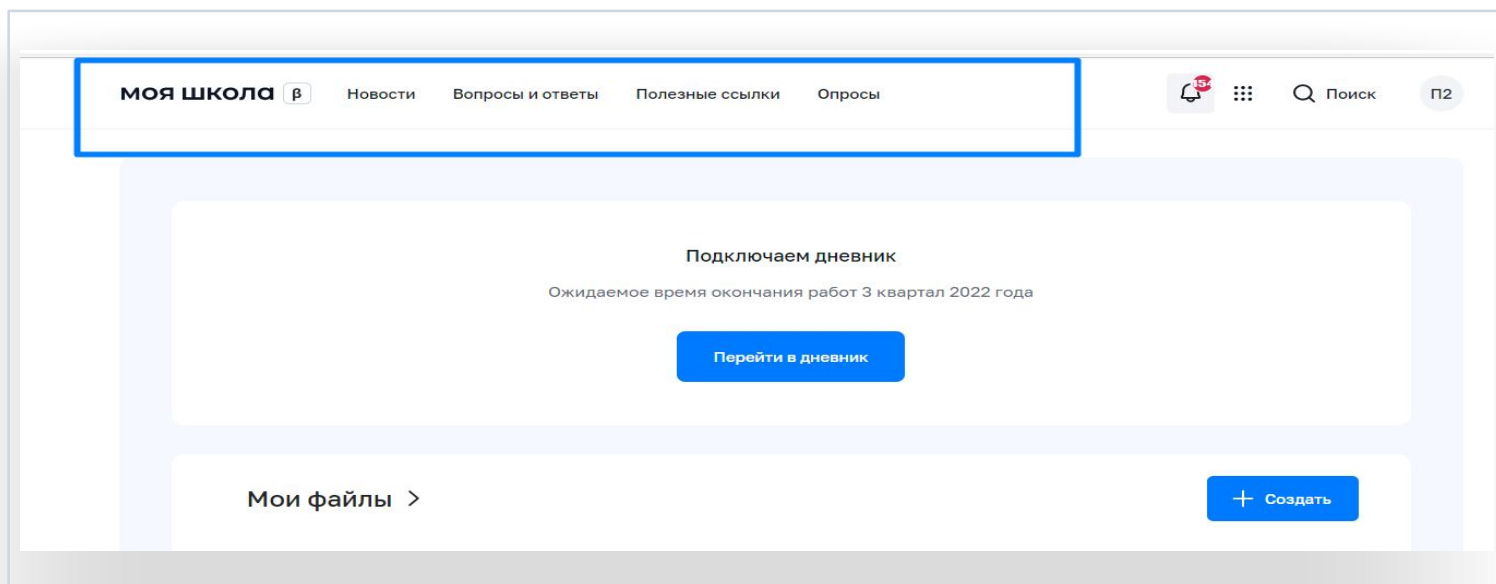 моя школа β Новости Вопросы и ответы Полезные ссылки Опросы Поиск П2
Подключаем дневник
Ожидаемое время окончания работ 3 квартал 2022 года
Перейти в дневник
Мои файлы > + Создать